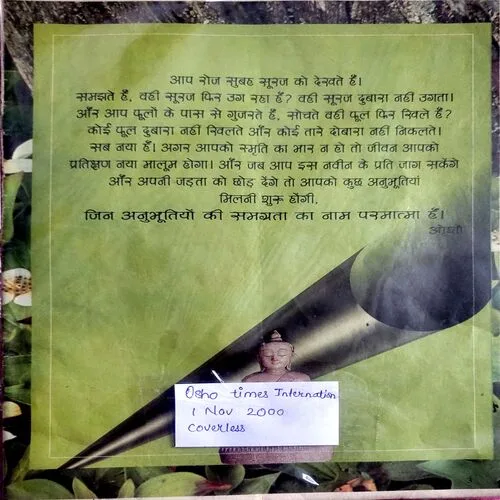 आप रोज सुबह सूरज को देखते हैं।
समझते हैं, वही सूरज फिर उग रहा हैं? वही सूरज दुबारा नहीं उगता।
और आप फूलों के पास से गुजरते हैं, सोचते वही फूल फिर खिले हैं?
कोई फूल दुबारा नहीं खिलते और कोई तारे दोबारा नहीं निकलते।
सब नया हैं। अगर आपका स्मृति का भार न हो तो जीवन आपको
प्रतिक्षण नया मालूम होगा। और जब आप इस नवीन के प्रति जाग सकेंगे
और अपनी जड़ता को छोड़ देंगे तो आपको कुछ अनुभूतियां
मिलनी शुरू होंगी,
जिन अनुभूतियों की समग्रता का नाम परमात्मा हैं।
ओशो
Osho times Internation
1 Nov 2000
Coverless